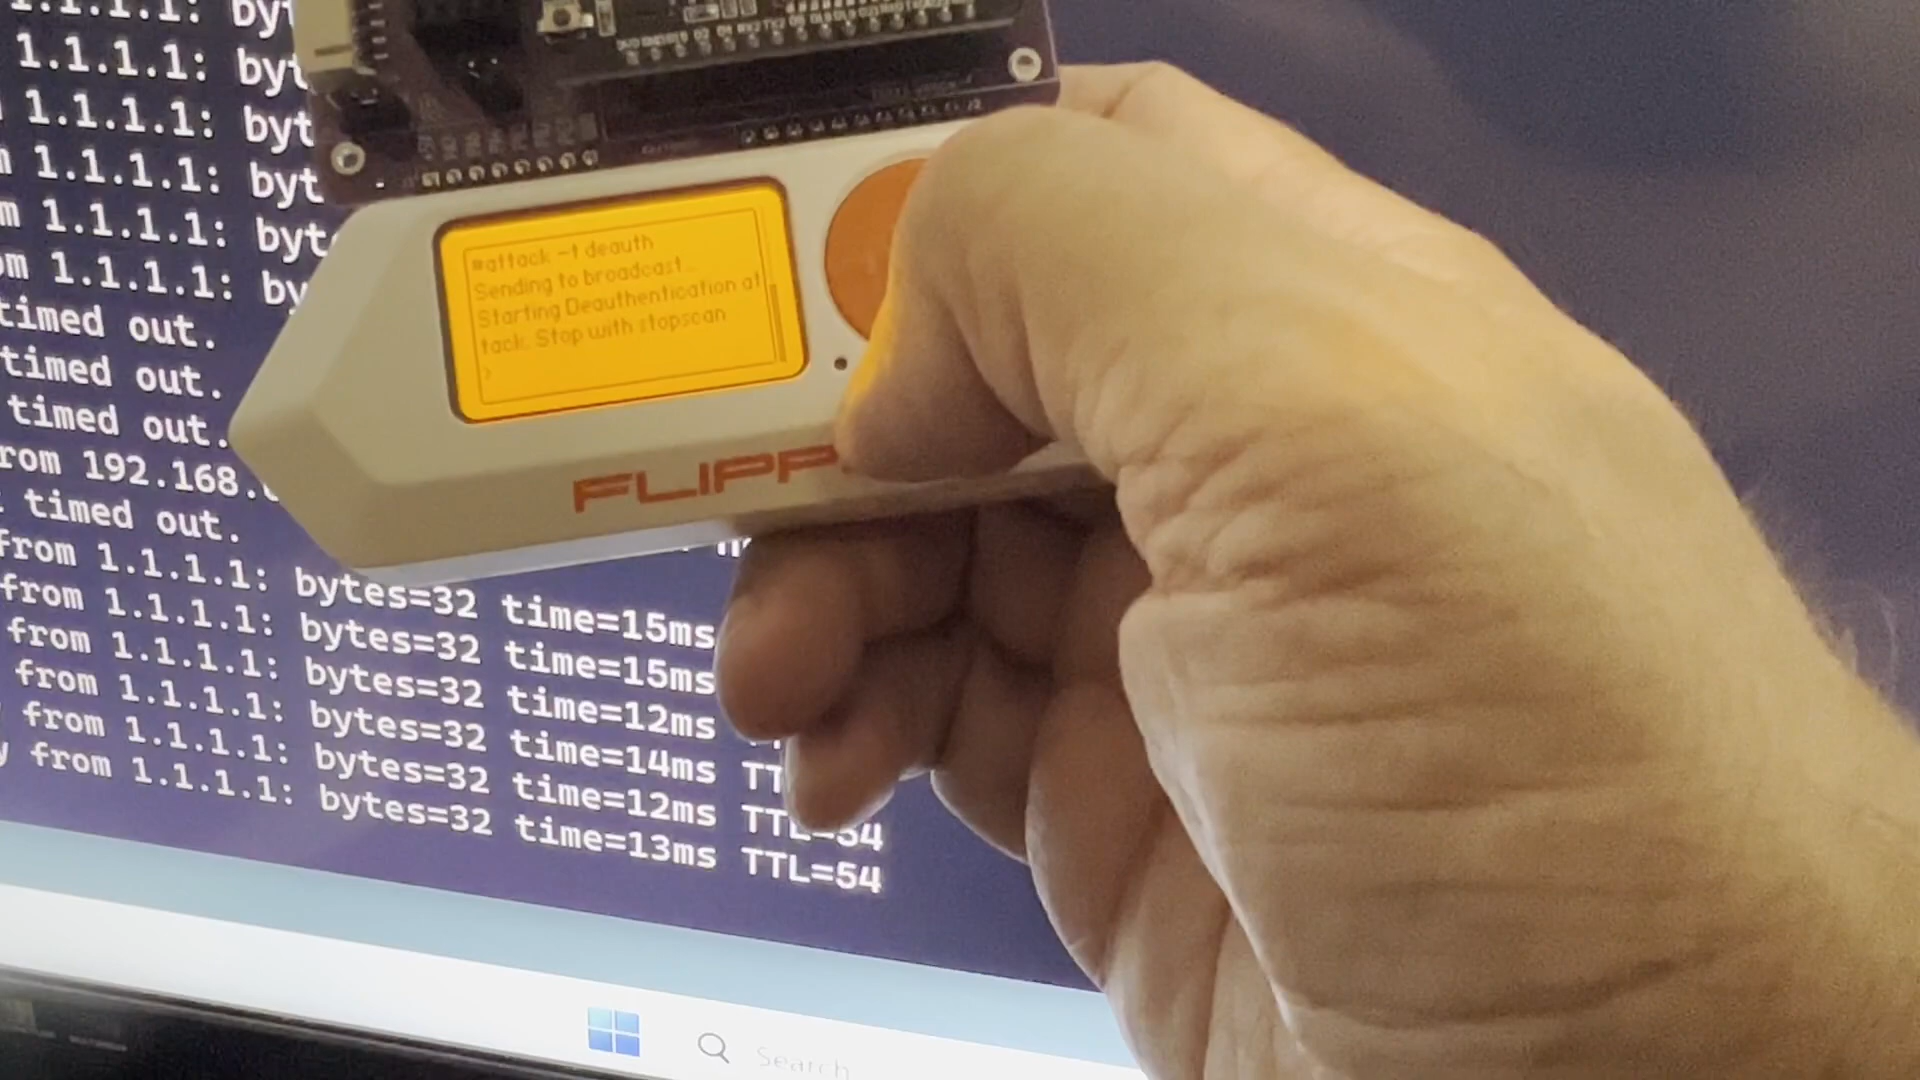 1.1.1.1: by
1.1.1.1: byt
1.1.1.1: byt
1.1.1.1: byt
m 1.1.1.1: byt
om 1.1.1.1: by
timed out.
timed out.
timed out.
rom 192.168.
timed out.
from 1.1.1.1: bytes=32 time=15ms
from 1.1.1.1: bytes=32 time=15ms
from 1.1.1.1: bytes=32 time=12ms
from 1.1.1.1: bytes=32 time=14ms TT
from 1.1.1.1: bytes=32 time=12ms TTL=54
y from 1.1.1.1: bytes=32 time=13ms TTL=54
#attack -t deauth
Sending to broadcast
Starting Deauthentication at
tack. Stop with stopscan
>
FLIPP
Search